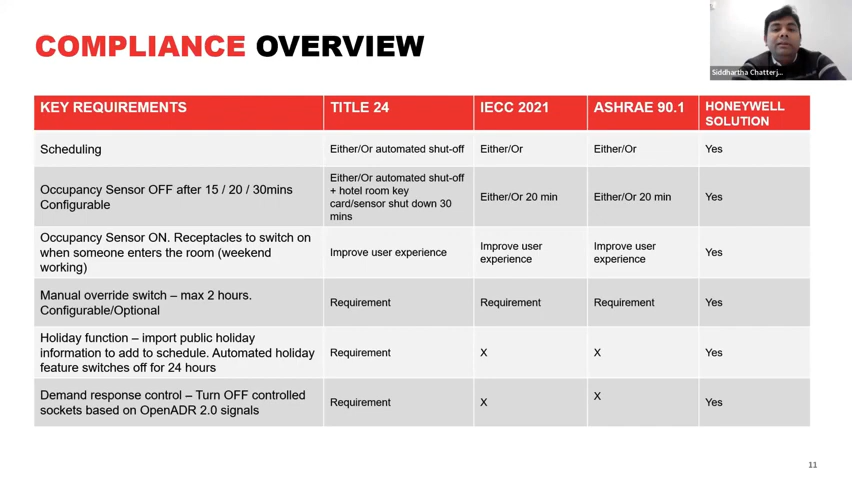 COMPLIANCE OVERVIEW
Siddhartha Chatterj...
KEY REQUIREMENTS
TITLE 24
IECC 2021
ASHRAE 90.1
HONEYWELL
SOLUTION
Scheduling
Either/Or automated shut-off
Either/Or
Either/Or
Yes
Occupancy Sensor OFF after 15 / 20 / 30mins
Configurable
Either/Or automated shut-off
+ hotel room key
card/sensor shut down 30
mins
Either/Or 20 min
Either/Or 20 min
Yes
Occupancy Sensor ON. Receptacles to switch on
when someone enters the room (weekend
working)
Improve user experience
Improve user
experience
Improve user
experience
Yes
Manual override switch – max 2 hours.
Configurable/Optional
Requirement
Requirement
Requirement
Yes
Holiday function – import public holiday
information to add to schedule. Automated holiday
feature switches off for 24 hours
Requirement
X
X
Yes
Demand response control – Turn OFF controlled
sockets based on OpenADR 2.0 signals
Requirement
X
X
Yes
11